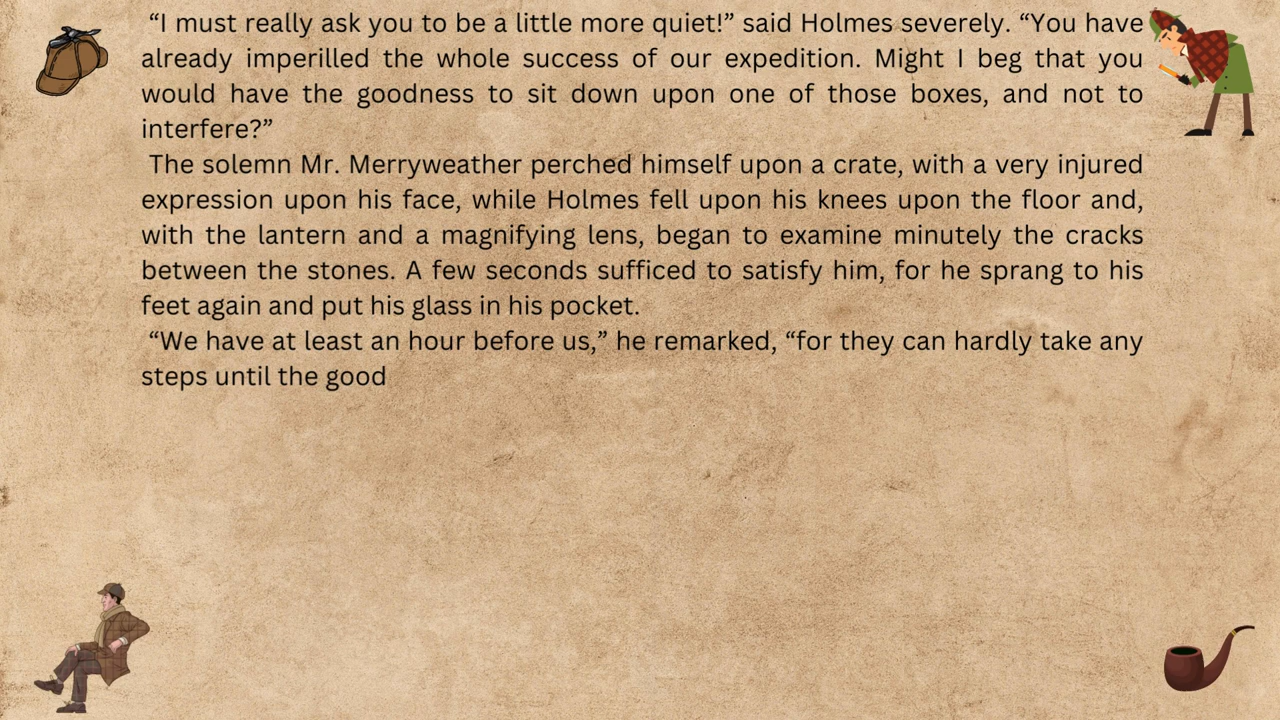 “I must really ask you to be a little more quiet!” said Holmes severely. “You have
already imperilled the whole success of our expedition. Might I beg that you
would have the goodness to sit down upon one of those boxes, and not to
interfere?”
The solemn Mr. Merryweather perched himself upon a crate, with a very injured
expression upon his face, while Holmes fell upon his knees upon the floor and,
with the lantern and a magnifying lens, began to examine minutely the cracks
between the stones. A few seconds sufficed to satisfy him, for he sprang to his
feet again and put his glass in his pocket.
“We have at least an hour before us,” he remarked, “for they can hardly take any
steps until the good